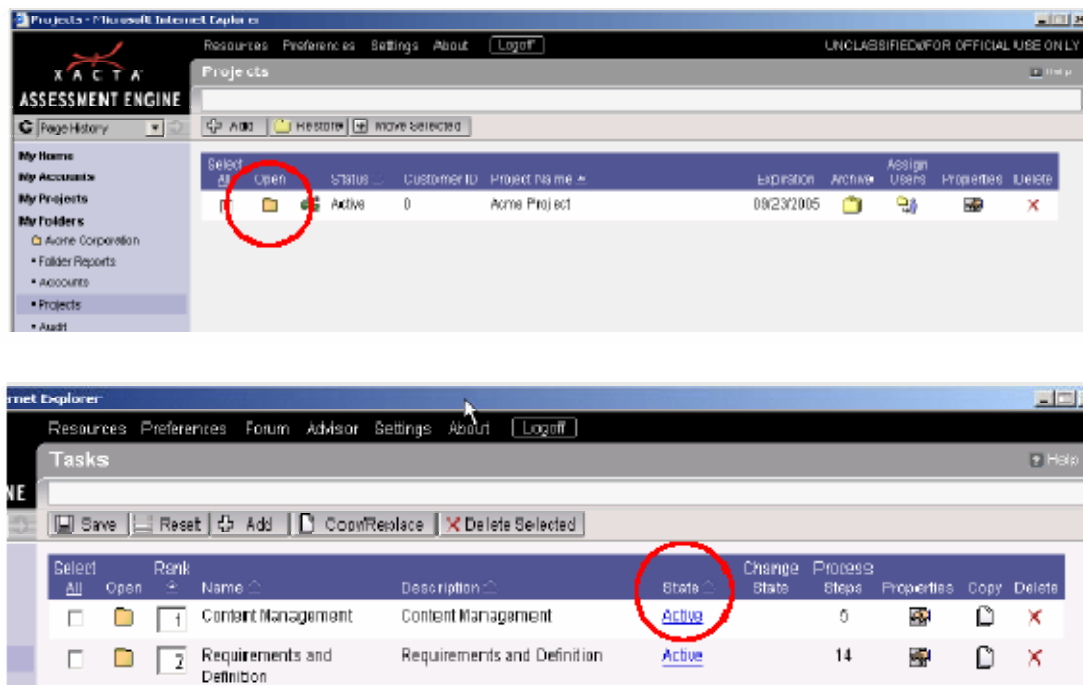 Projects - Microsoft Internet Explorer
Resources Preferences Settings About Logoff UNCLASSIFIED//FOR OFFICIAL USE ONLY
XACTA
ASSESSMENT ENGINE
Projects Help
Page History
Add Restore Move Selected
My Home
My Accounts
My Projects
My Folders
Acme Corporation
Folder Reports
Accounts
Projects
Audit
Select All Open Status Customer ID Project Name Expiration Archive Assign Users Properties Delete
Active 0 Acme Project 09/23/2005
rnet Explorer
Resources Preferences Forum Advisor Settings About Logoff
Tasks Help
NE
Save Reset Add Copy/Replace Delete Selected
Select All Open Rank Name Description State Change State Process Steps Properties Copy Delete
1 Content Management Content Management Active
2 Requirements and Definition Requirements and Definition Active 14